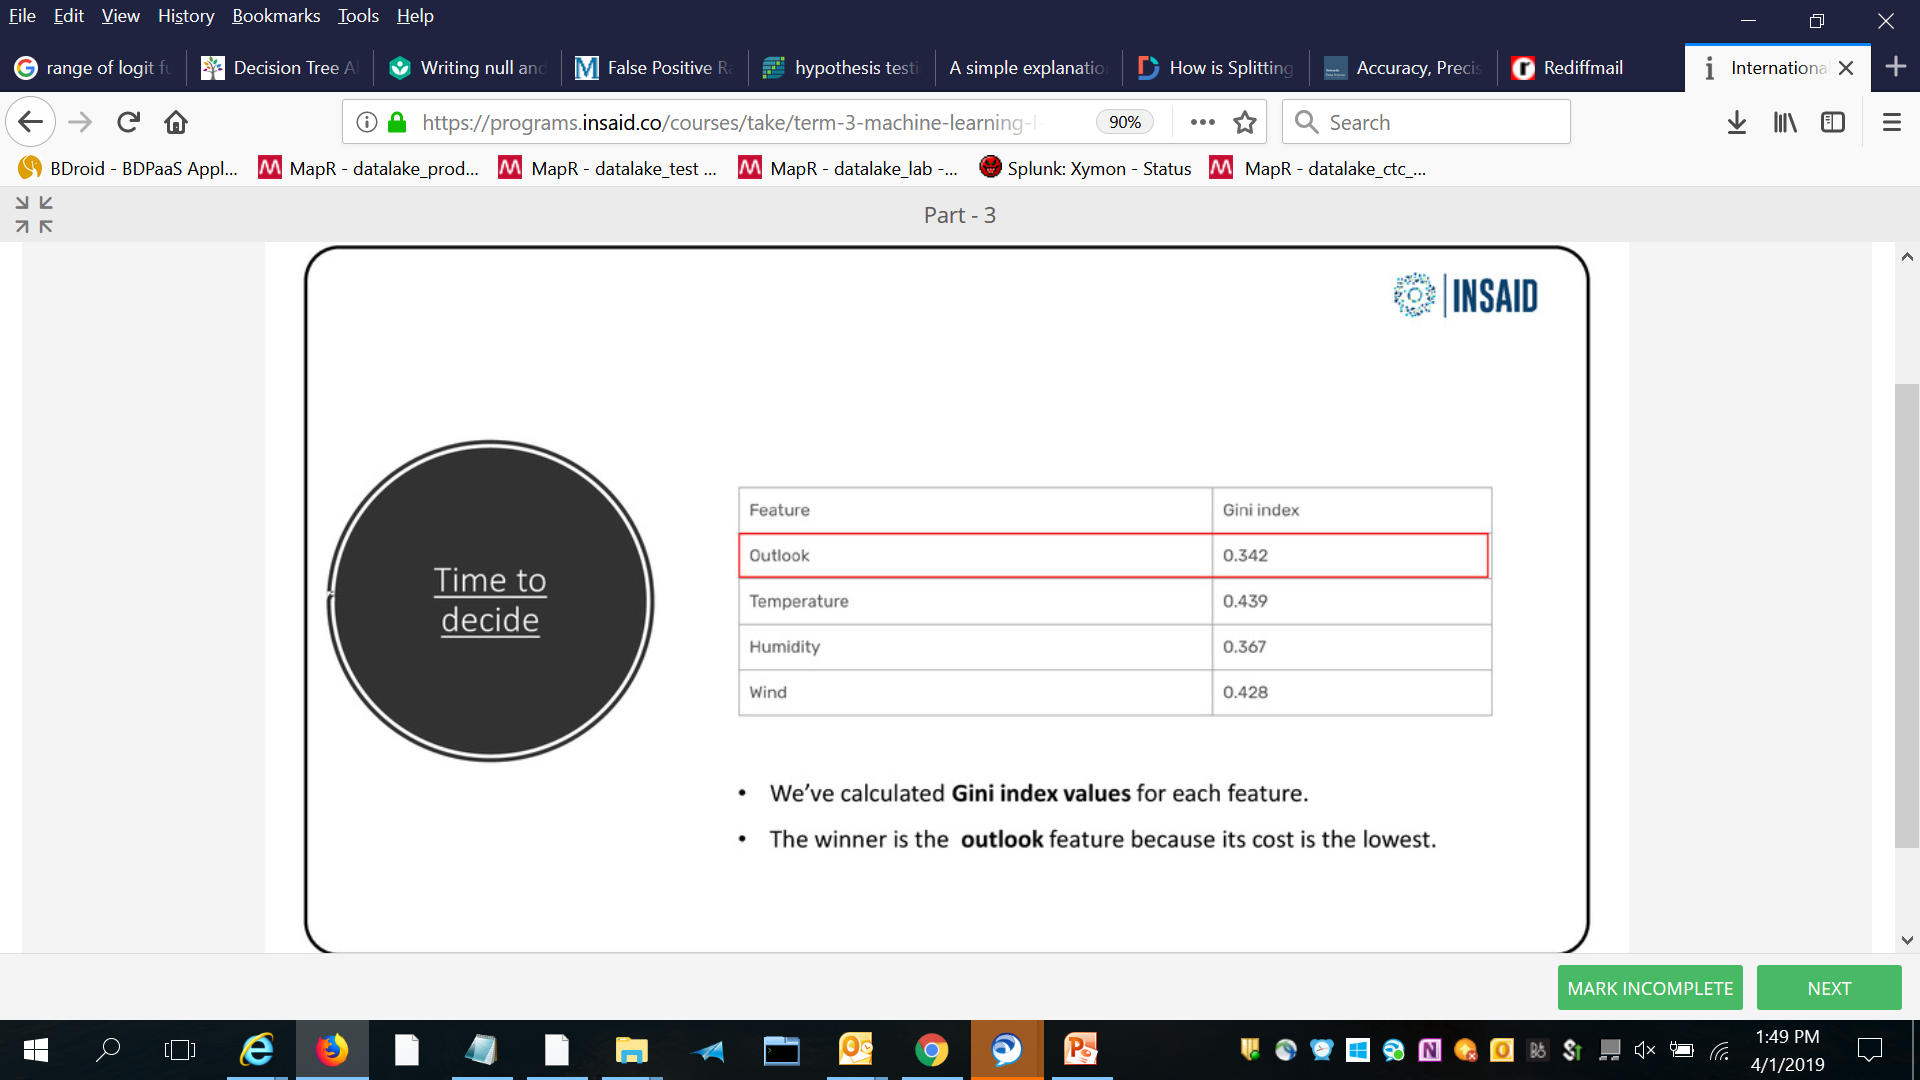 File Edit View History Bookmarks Tools Help
range of logit fu Decision Tree Al Writing null and False Positive Ra hypothesis testi A simple explanation How is Splitting Accuracy, Precis Rediffmail International
https://programs.insaid.co/courses/take/term-3-machine-learning-l 90% Search
BDroid - BDPaaS Appl... MapR - datalake_prod... MapR - datalake_test ... MapR - datalake_lab -... Splunk: Xymon - Status MapR - datalake_ctc_...
Part - 3
INSAID
Time to
decide
Feature Gini index
Outlook 0.342
Temperature 0.439
Humidity 0.367
Wind 0.428
• We’ve calculated Gini index values for each feature.
• The winner is the outlook feature because its cost is the lowest.
MARK INCOMPLETE NEXT
1:49 PM
4/1/2019